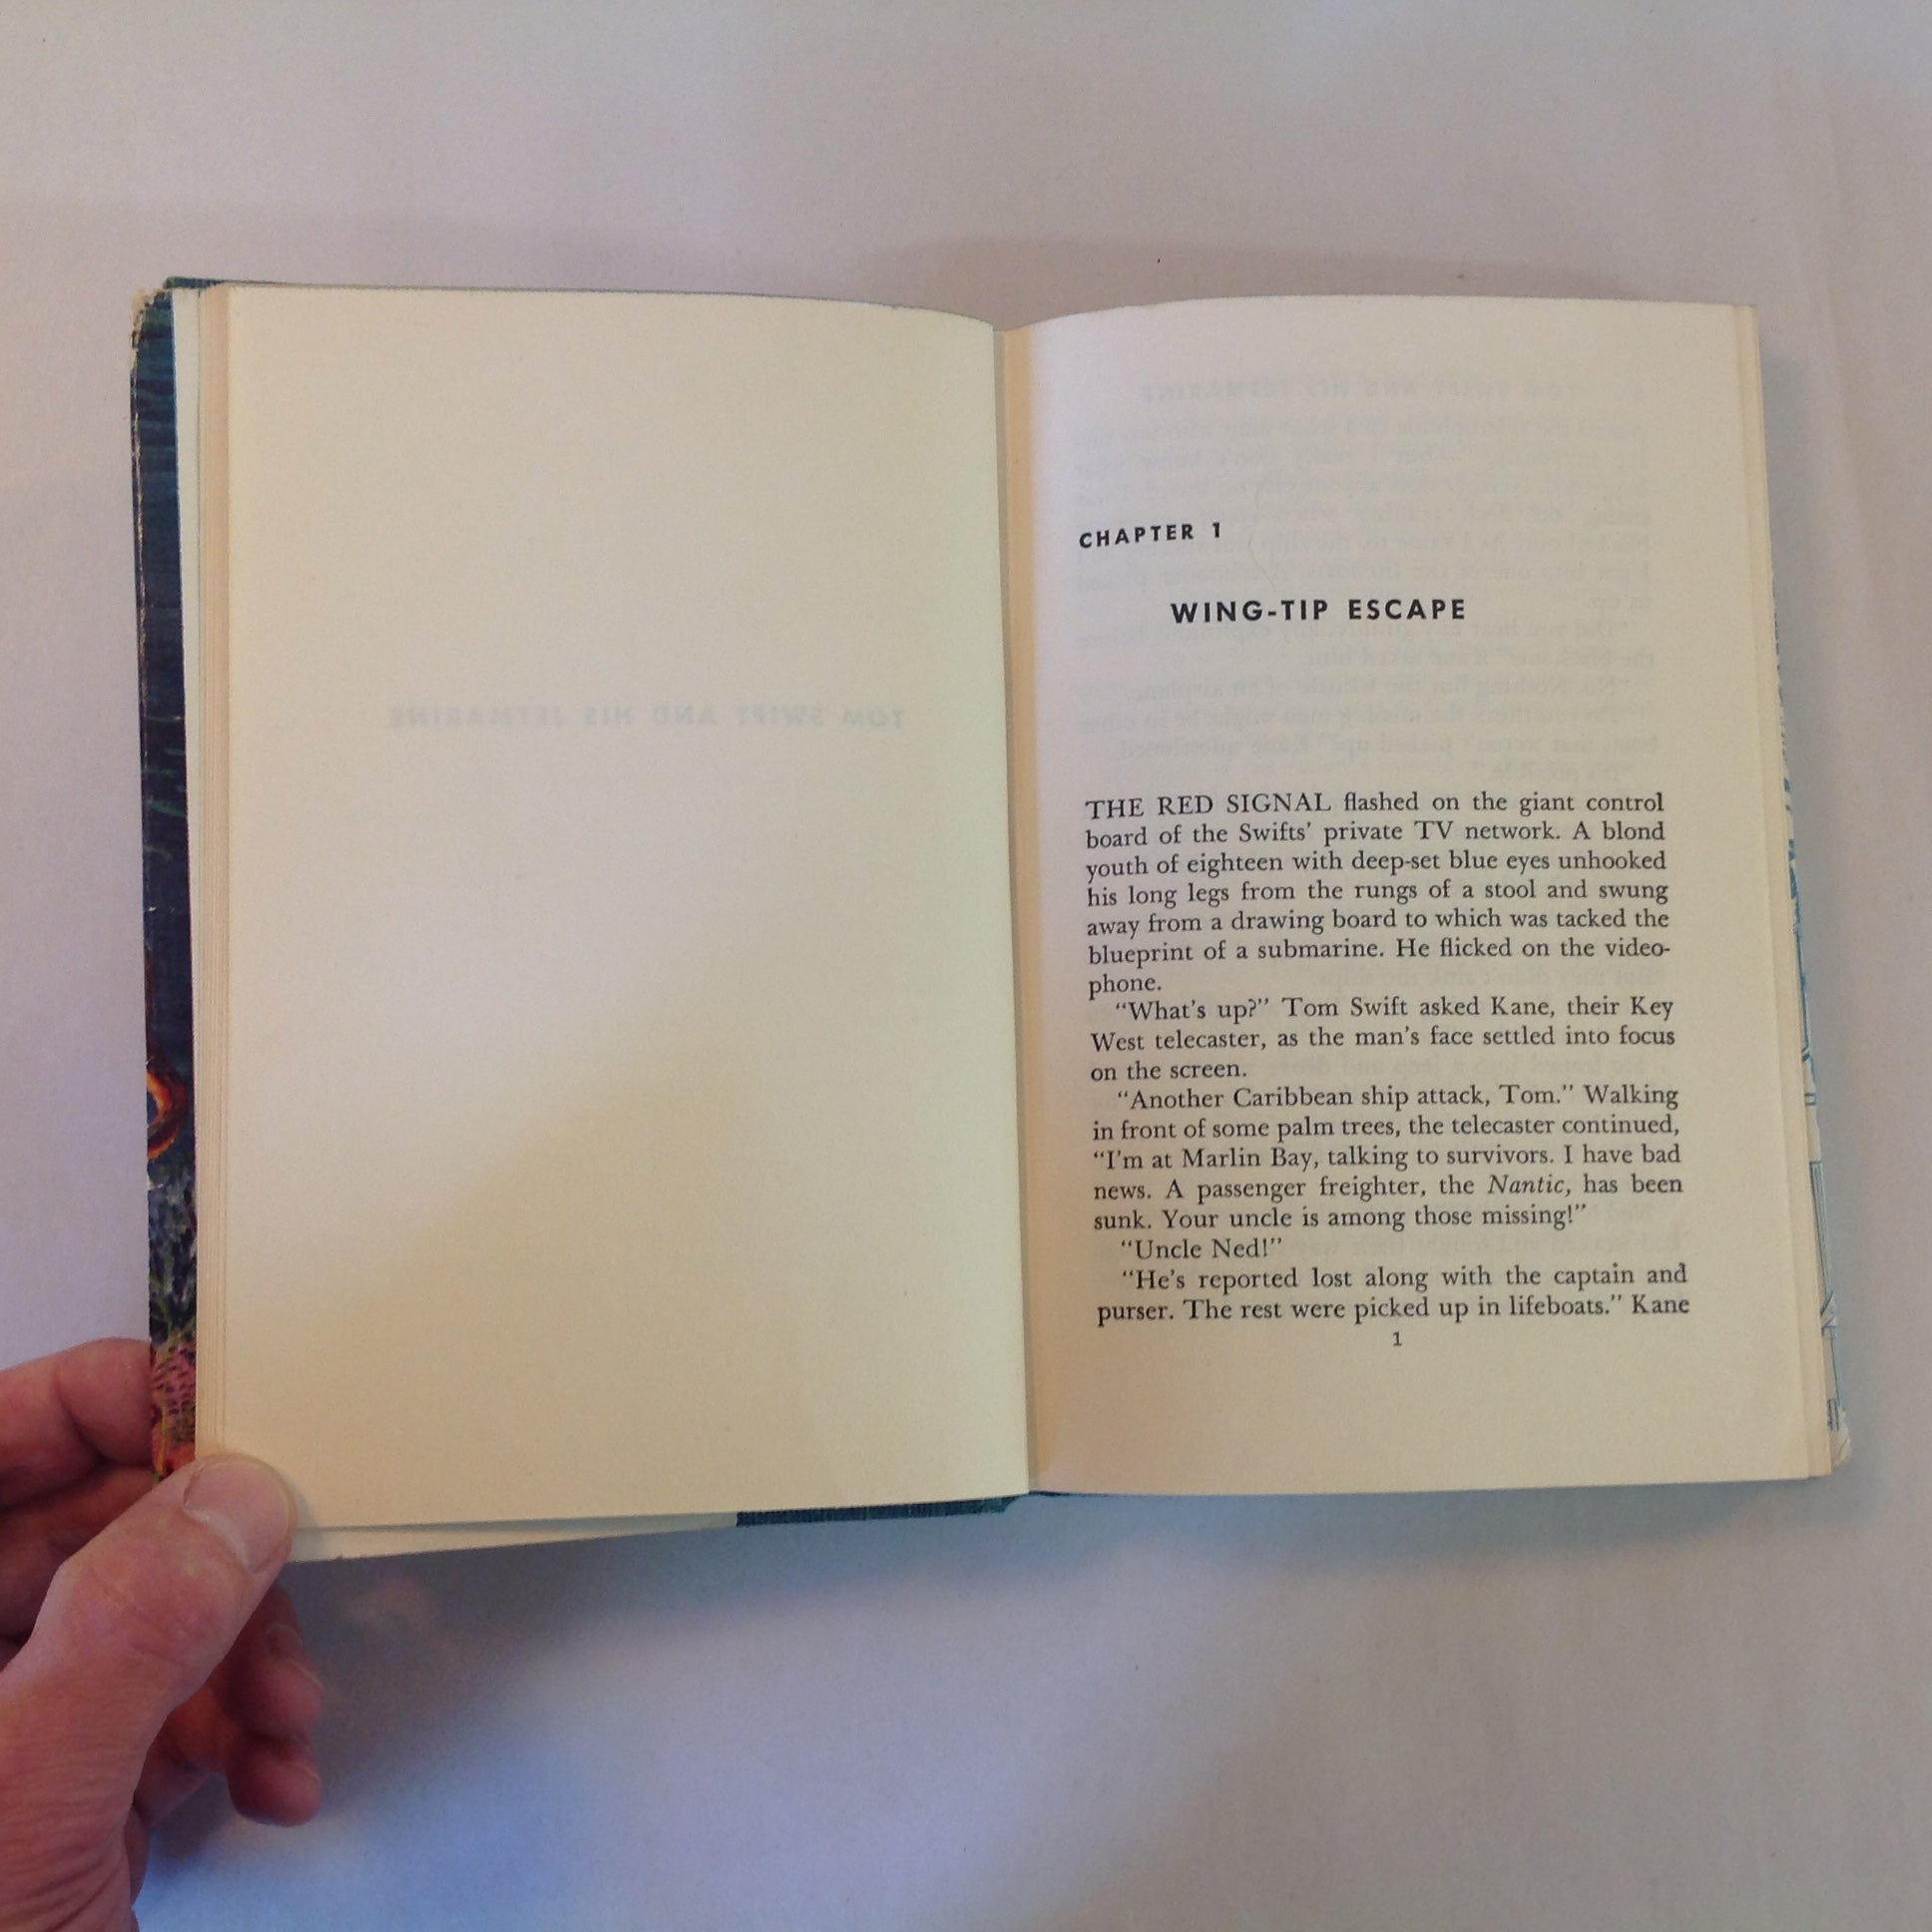 TOM SWIFT AND HIS JETMARINE
CHAPTER 1
WING-TIP ESCAPE
THE RED SIGNAL flashed on the giant control
board of the Swifts' private TV network. A blond
youth of eighteen with deep-set blue eyes unhooked
his long legs from the rungs of a stool and swung
away from a drawing board to which was tacked the
blueprint of a submarine. He flicked on the video-
phone.
"What's up?" Tom Swift asked Kane, their Key
West telecaster, as the man's face settled into focus
on the screen.
"Another Caribbean ship attack, Tom." Walking
in front of some palm trees, the telecaster continued,
"I'm at Marlin Bay, talking to survivors. I have bad
news. A passenger freighter, the Nantic, has been
sunk. Your uncle is among those missing!"
"Uncle Ned!"
"He's reported lost along with the captain and
purser. The rest were picked up in lifeboats." Kane
1